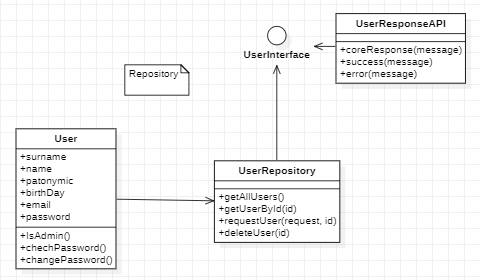 UserResponseAPI
+coreResponse(message)
+success(message)
+error(message)
UserInterface
Repository
User
+surname
+name
+patonymic
+birthDay
+email
+password
+IsAdmin()
+chechPassword()
+changePassword()
UserRepository
+getAllUsers()
+getUserById(id)
+requestUser(request, id)
+deleteUser(id)